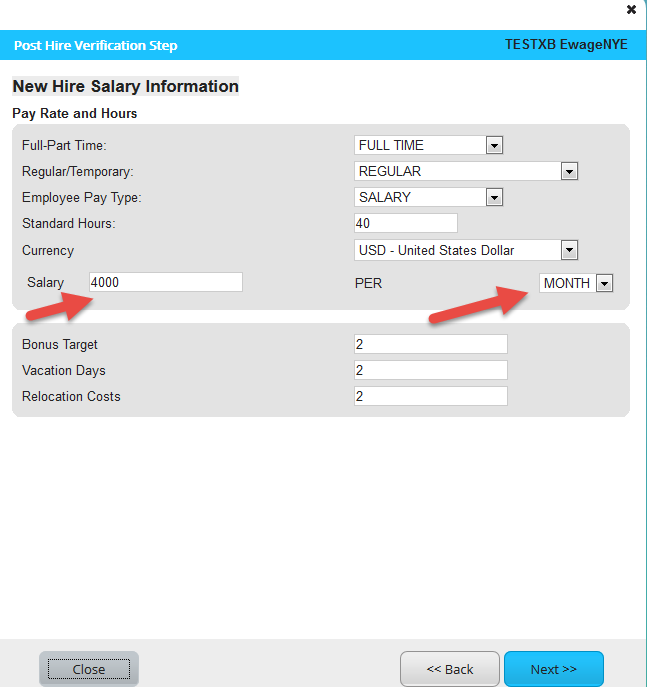 ✖
Post Hire Verification Step TESTXB EwageNYE
New Hire Salary Information
Pay Rate and Hours
Full-Part Time: FULL TIME
Regular/Temporary: REGULAR
Employee Pay Type: SALARY
Standard Hours: 40
Currency USD - United States Dollar
Salary 4000 PER MONTH
Bonus Target 2
Vacation Days 2
Relocation Costs 2
Close << Back Next >>